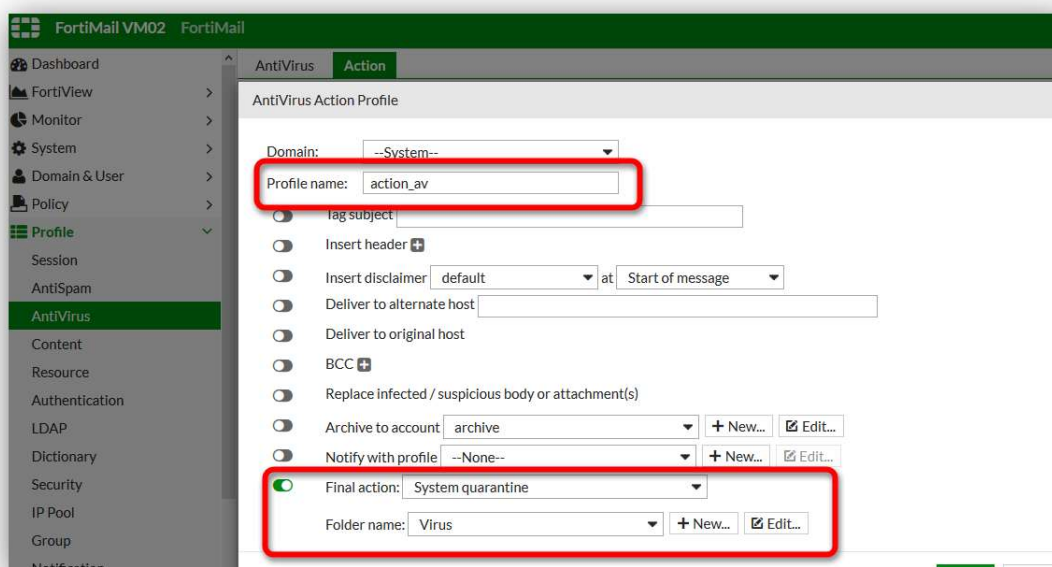 FortiMail VM02 FortiMail
Dashboard
FortiView
Monitor
System
Domain & User
Policy
Profile
Session
AntiSpam
AntiVirus
Content
Resource
Authentication
LDAP
Dictionary
Security
IP Pool
Group
Notification
AntiVirus Action
AntiVirus Action Profile
Domain: --System--
Profile name: action_av
Tag subject
Insert header
Insert disclaimer default at Start of message
Deliver to alternate host
Deliver to original host
BCC
Replace infected / suspicious body or attachment(s)
Archive to account archive + New... Edit...
Notify with profile --None-- + New... Edit...
Final action: System quarantine
Folder name: Virus + New... Edit...